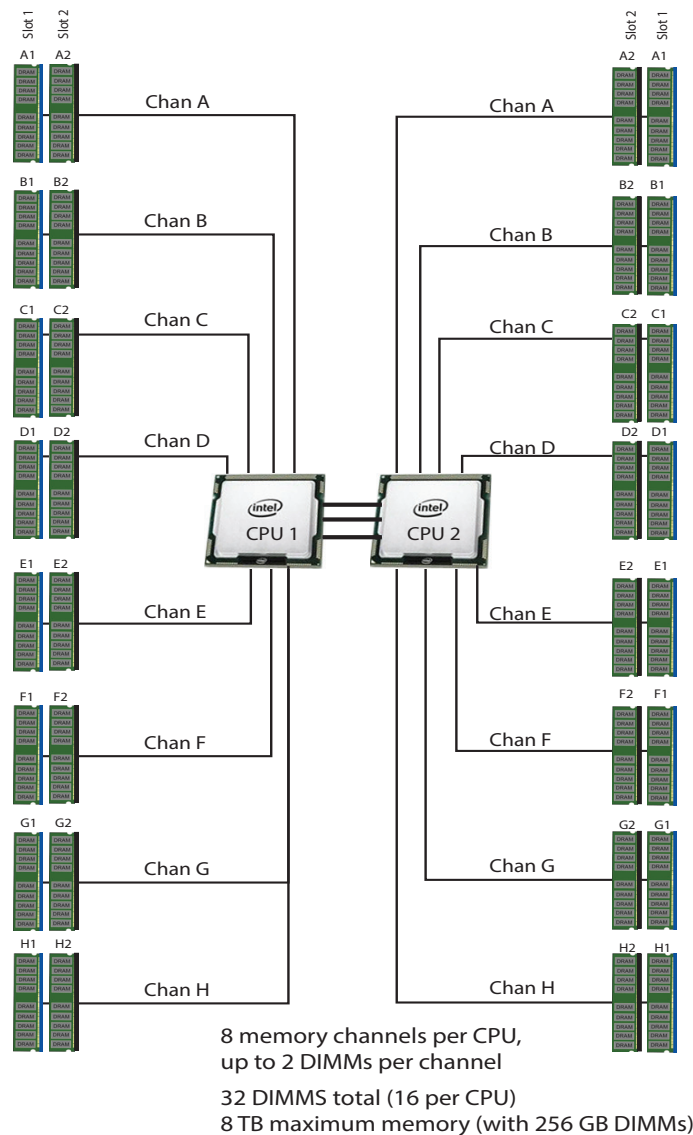 Slot 1
Slot 2
Slot 2
Slot 1
A1 A2
A2 A1
DRAM
Chan A
Chan A
B1 B2
B2 B1
Chan B
Chan B
C1 C2
C2 C1
Chan C
Chan C
D1 D2
D2 D1
Chan D
Chan D
intel
CPU 1
intel
CPU 2
E1 E2
E2 E1
Chan E
Chan E
F1 F2
F2 F1
Chan F
Chan F
G1 G2
G2 G1
Chan G
Chan G
H1 H2
H2 H1
Chan H
Chan H
8 memory channels per CPU,
up to 2 DIMMs per channel
32 DIMMS total (16 per CPU)
8 TB maximum memory (with 256 GB DIMMs)